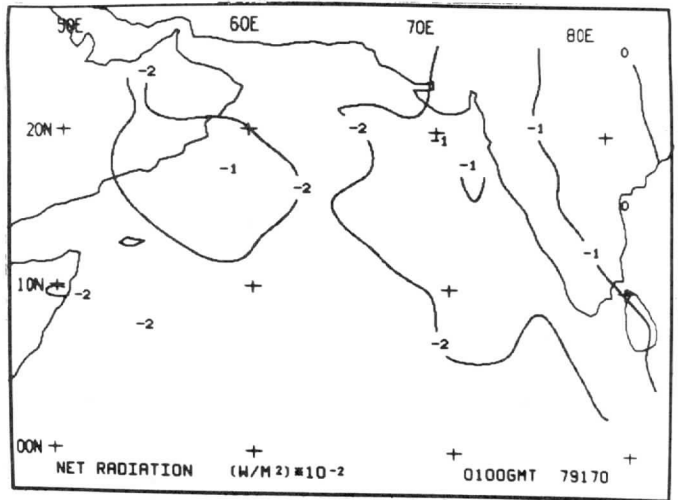 50E 60E 70E 80E
0
-2
20N -2 -1 -1
-1 -1
-2
0
-1
10N -2
-2 -2
00N
NET RADIATION (W/M²)*10⁻² 0100GMT 79170